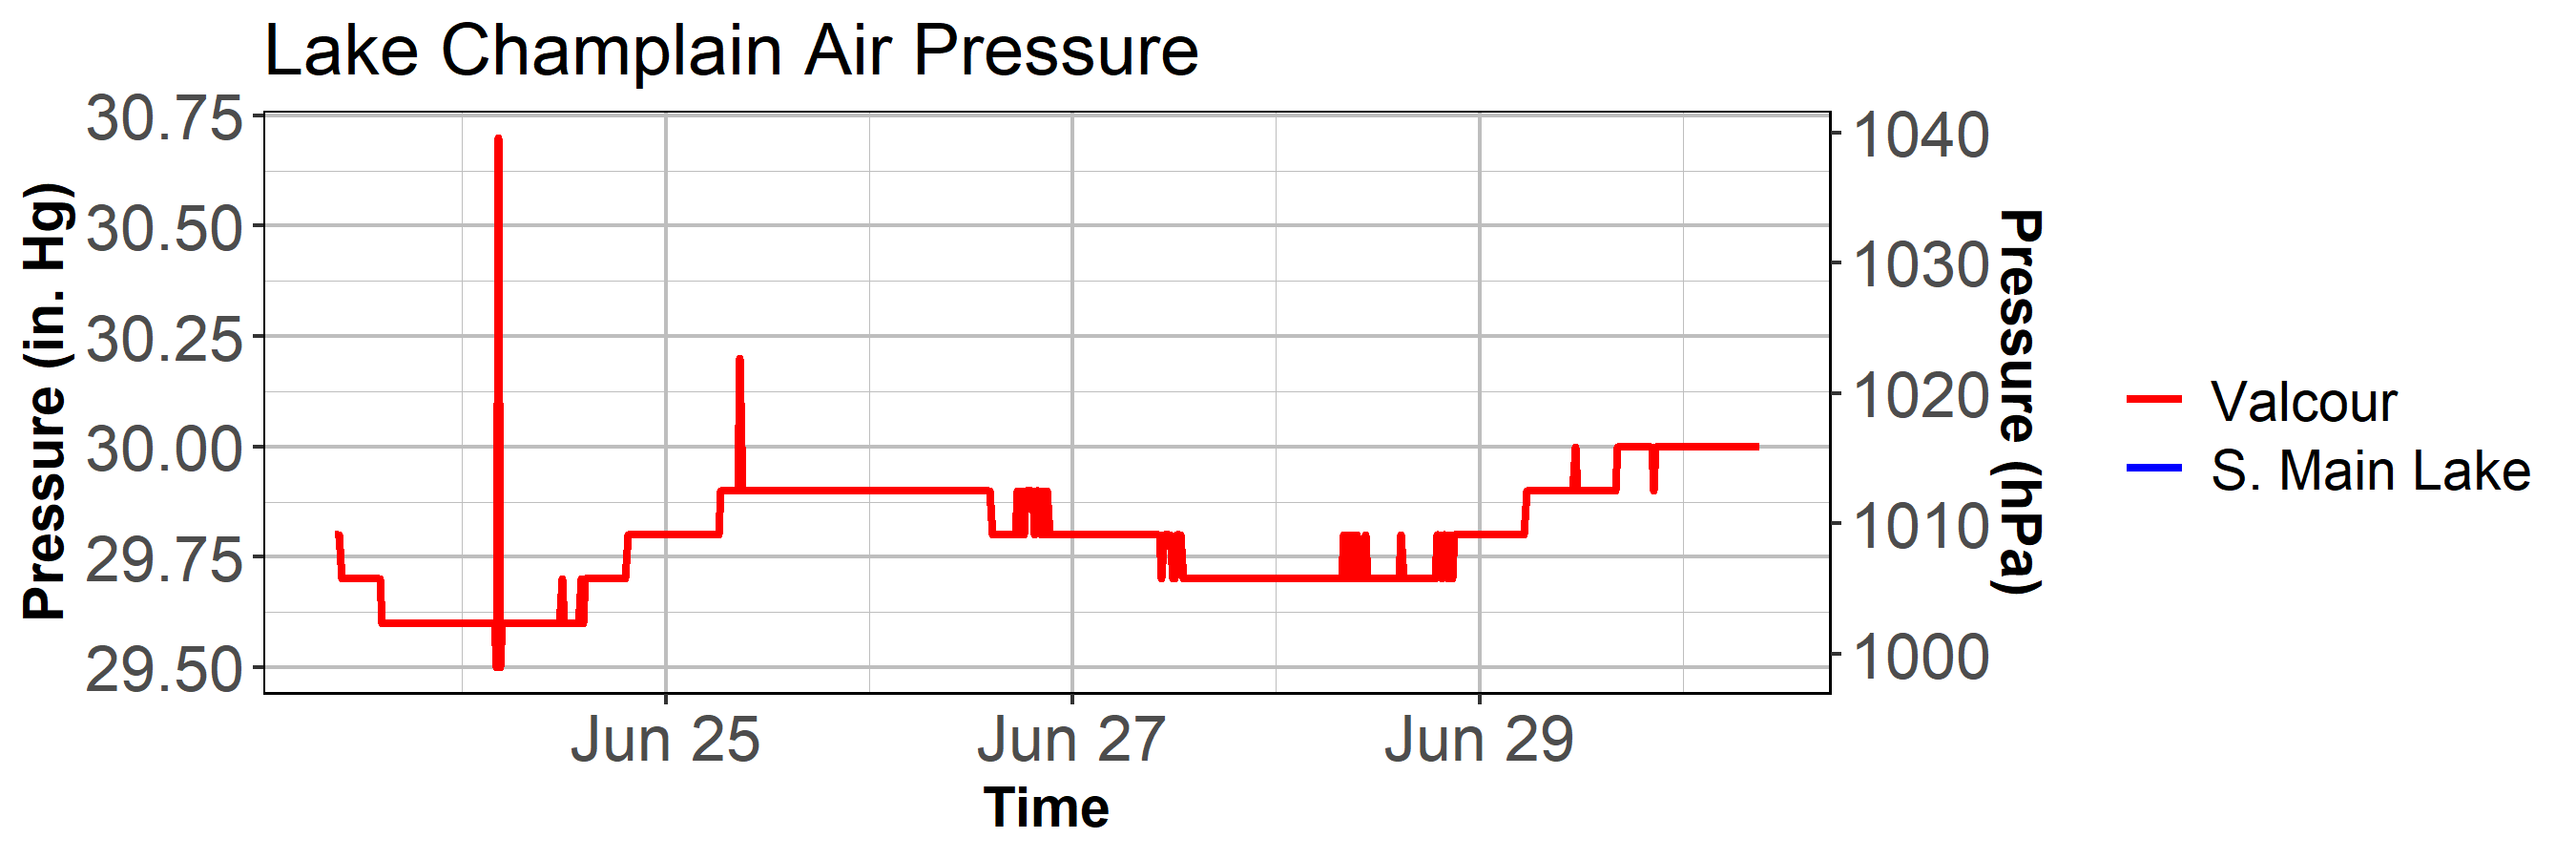 Lake Champlain Air Pressure
Pressure (in. Hg)
30.75
30.50
30.25
30.00
29.75
29.50
1040
1030
1020
1010
1000
Pressure (hPa)
Valcour
S. Main Lake
Jun 25
Jun 27
Jun 29
Time